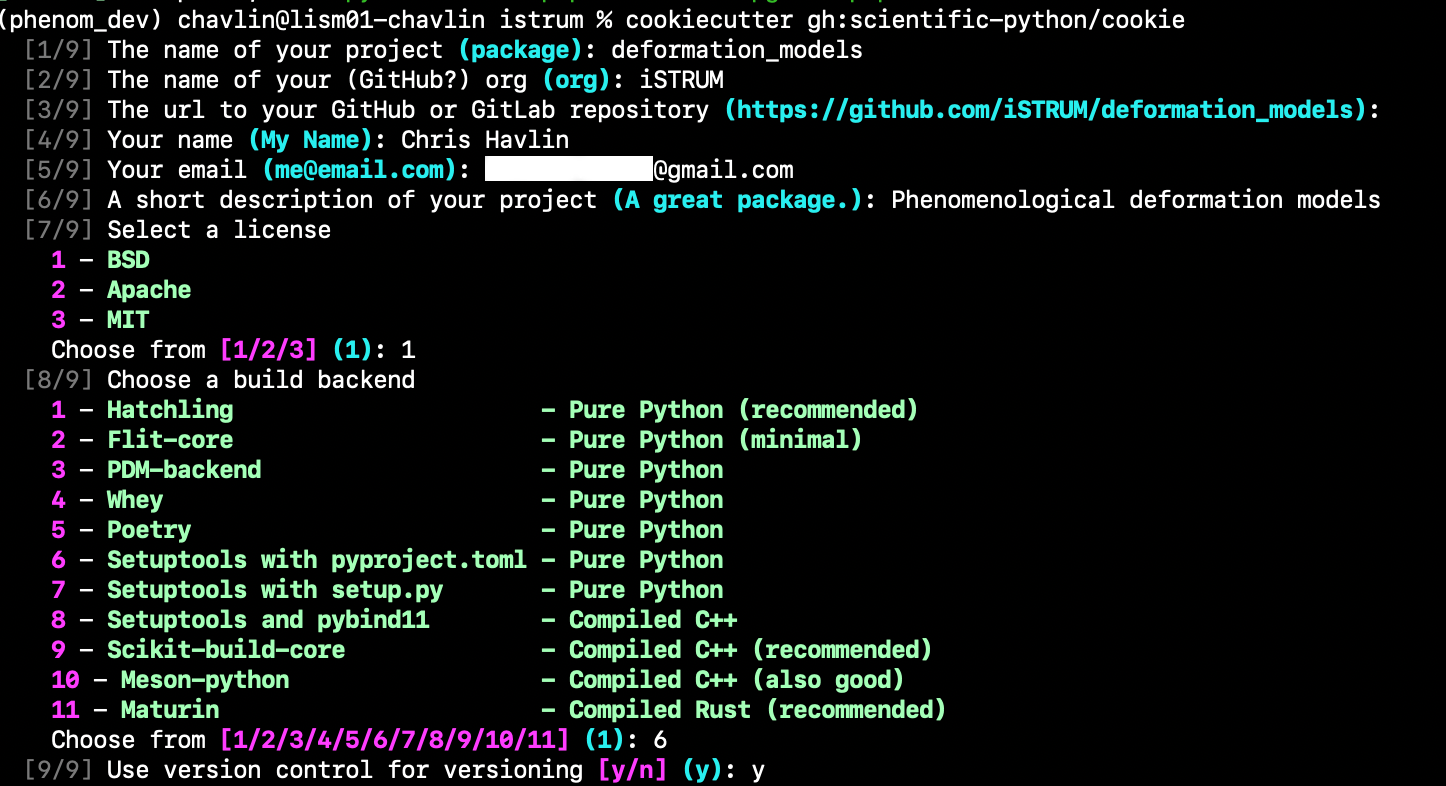 (phenom_dev) chavlin@lism01-chavlin istrum % cookiecutter gh:scientific-python/cookie
[1/9] The name of your project (package): deformation_models
[2/9] The name of your (GitHub?) org (org): iSTRUM
[3/9] The url to your GitHub or GitLab repository (https://github.com/iSTRUM/deformation_models):
[4/9] Your name (My Name): Chris Havlin
[5/9] Your email (me@email.com): @gmail.com
[6/9] A short description of your project (A great package.): Phenomenological deformation models
[7/9] Select a license
1 – BSD
2 – Apache
3 – MIT
Choose from [1/2/3] (1): 1
[8/9] Choose a build backend
1 – Hatchling – Pure Python (recommended)
2 – Flit-core – Pure Python (minimal)
3 – PDM-backend – Pure Python
4 – Whey – Pure Python
5 – Poetry – Pure Python
6 – Setuptools with pyproject.toml – Pure Python
7 – Setuptools with setup.py – Pure Python
8 – Setuptools and pybind11 – Compiled C++
9 – Scikit-build-core – Compiled C++ (recommended)
10 – Meson-python – Compiled C++ (also good)
11 – Maturin – Compiled Rust (recommended)
Choose from [1/2/3/4/5/6/7/8/9/10/11] (1): 6
[9/9] Use version control for versioning [y/n] (y): y